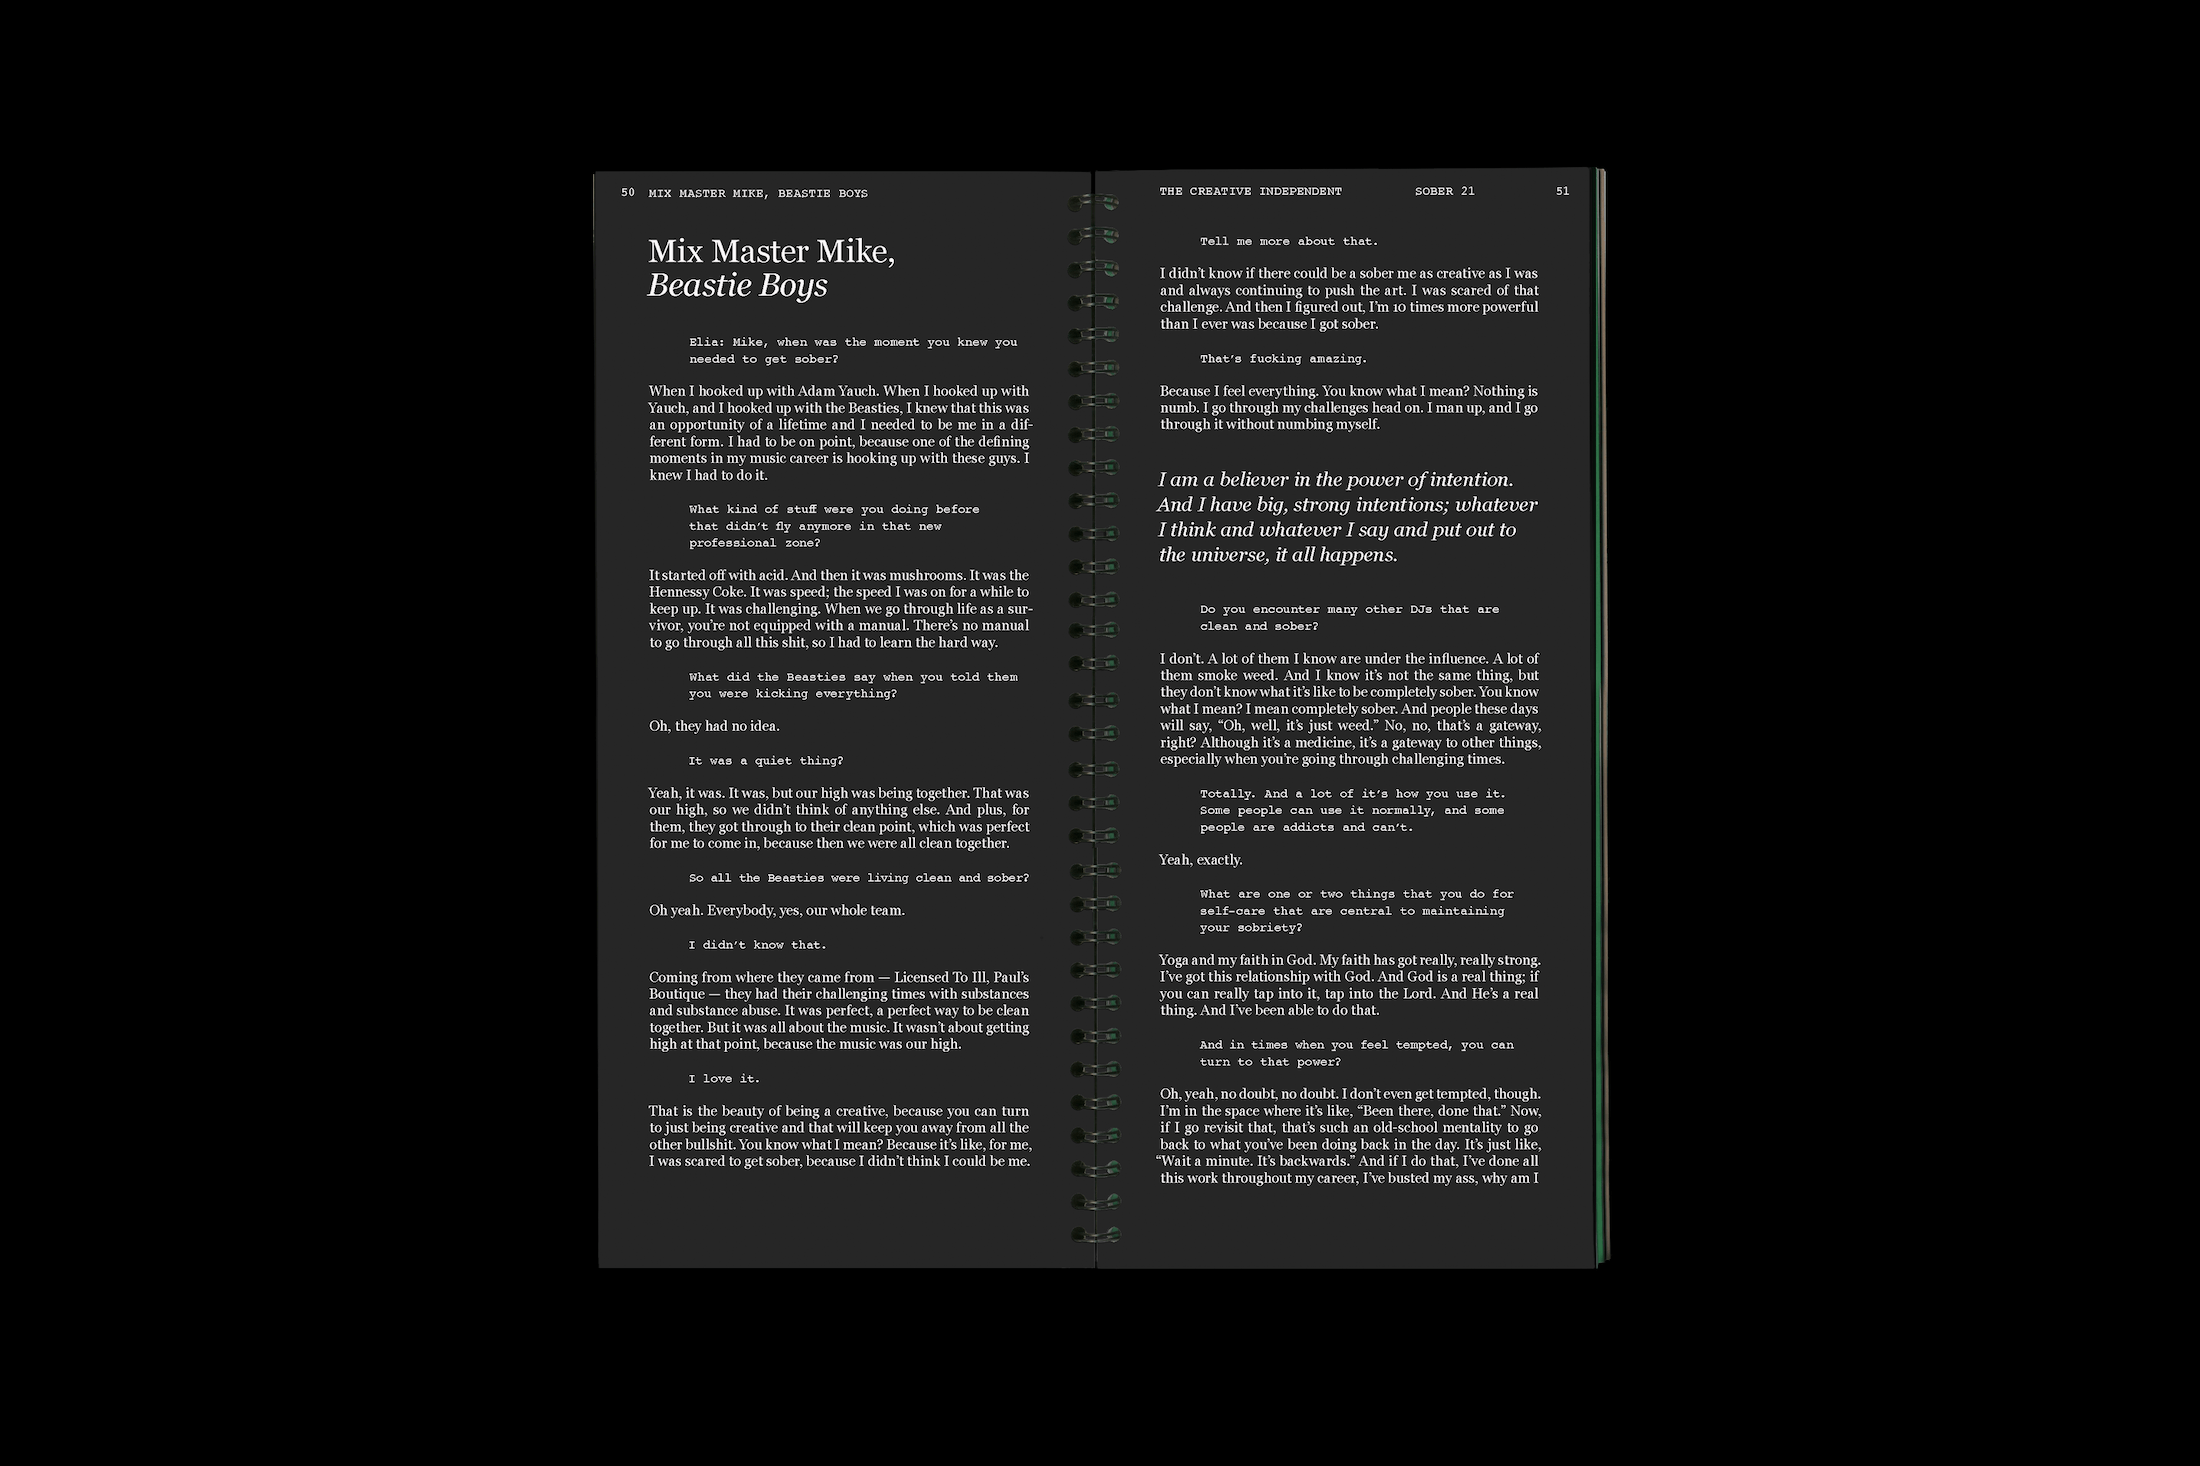 50 MIX MASTER MIKE, BEASTIE BOYS
Mix Master Mike,
Beastie Boys
Elia: Mike, when was the moment you knew you
needed to get sober?
When I hooked up with Adam Yauch. When I hooked up with
Yauch, and I hooked up with the Beasties, I knew that this was
an opportunity of a lifetime and I needed to be me in a dif-
ferent form. I had to be on point, because one of the defining
moments in my music career is hooking up with these guys. I
knew I had to do it.
What kind of stuff were you doing before
that didn’t fly anymore in that new
professional zone?
It started off with acid. And then it was mushrooms. It was the
Hennessy Coke. It was speed; the speed I was on for a while to
keep up. It was challenging. When we go through life as a sur-
vivor, you’re not equipped with a manual. There’s no manual
to go through all this shit, so I had to learn the hard way.
What did the Beasties say when you told them
you were kicking everything?
Oh, they had no idea.
It was a quiet thing?
Yeah, it was. It was, but our high was being together. That was
our high, so we didn’t think of anything else. And plus, for
them, they got through to their clean point, which was perfect
for me to come in, because then we were all clean together.
So all the Beasties were living clean and sober?
Oh yeah. Everybody, yes, our whole team.
I didn’t know that.
Coming from where they came from — Licensed To Ill, Paul’s
Boutique — they had their challenging times with substances
and substance abuse. It was perfect, a perfect way to be clean
together. But it was all about the music. It wasn’t about getting
high at that point, because the music was our high.
I love it.
That is the beauty of being a creative, because you can turn
to just being creative and that will keep you away from all the
other bullshit. You know what I mean? Because it’s like, for me,
I was scared to get sober, because I didn’t think I could be me.
THE CREATIVE INDEPENDENT SOBER 21 51
Tell me more about that.
I didn’t know if there could be a sober me as creative as I was
and always continuing to push the art. I was scared of that
challenge. And then I figured out, I’m 10 times more powerful
than I ever was because I got sober.
That’s fucking amazing.
Because I feel everything. You know what I mean? Nothing is
numb. I go through my challenges head on. I man up, and I go
through it without numbing myself.
I am a believer in the power of intention.
And I have big, strong intentions; whatever
I think and whatever I say and put out to
the universe, it all happens.
Do you encounter many other DJs that are
clean and sober?
I don’t. A lot of them I know are under the influence. A lot of
them smoke weed. And I know it’s not the same thing, but
they don’t know what it’s like to be completely sober. You know
what I mean? I mean completely sober. And people these days
will say, “Oh, well, it’s just weed.” No, no, that’s a gateway,
right? Although it’s a medicine, it’s a gateway to other things,
especially when you’re going through challenging times.
Totally. And a lot of it’s how you use it.
Some people can use it normally, and some
people are addicts and can’t.
Yeah, exactly.
What are one or two things that you do for
self-care that are central to maintaining
your sobriety?
Yoga and my faith in God. My faith has got really, really strong.
I’ve got this relationship with God. And God is a real thing; if
you can really tap into it, tap into the Lord. And He’s a real
thing. And I’ve been able to do that.
And in times when you feel tempted, you can
turn to that power?
Oh, yeah, no doubt, no doubt. I don’t even get tempted, though.
I’m in the space where it’s like, “Been there, done that.” Now,
if I go revisit that, that’s such an old-school mentality to go
back to what you’ve been doing back in the day. It’s just like,
“Wait a minute. It’s backwards.” And if I do that, I’ve done all
this work throughout my career, I’ve busted my ass, why am I